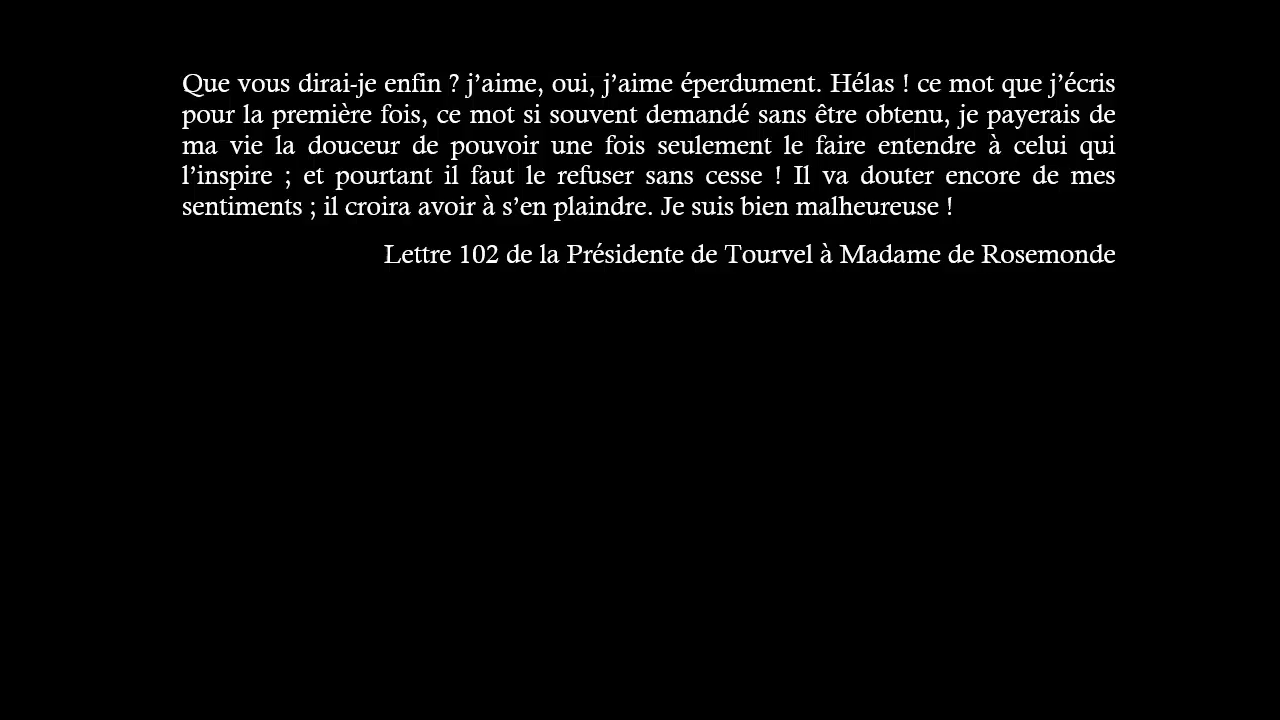 Que vous dirai-je enfin ? j’aime, oui, j’aime éperdument. Hélas ! ce mot que j’écris
pour la première fois, ce mot si souvent demandé sans être obtenu, je payerais de
ma vie la douceur de pouvoir une fois seulement le faire entendre à celui qui
l’inspire ; et pourtant il faut le refuser sans cesse ! Il va douter encore de mes
sentiments ; il croira avoir à s’en plaindre. Je suis bien malheureuse !
Lettre 102 de la Présidente de Tourvel à Madame de Rosemonde